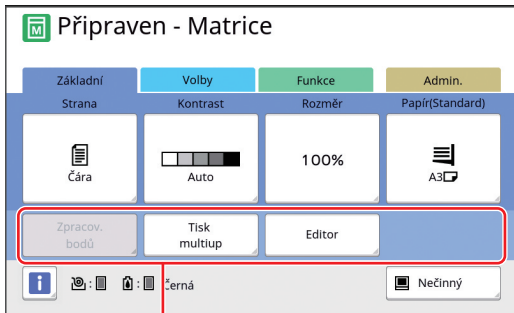 M Připraven - Matrice
Základní Volby Funkce Admin.
Strana Kontrast Rozměr Papír(Standard)
Čára Auto 100% A3
Zpracov. bodů
Tisk multiup
Editor
i : : Černá Nečinný